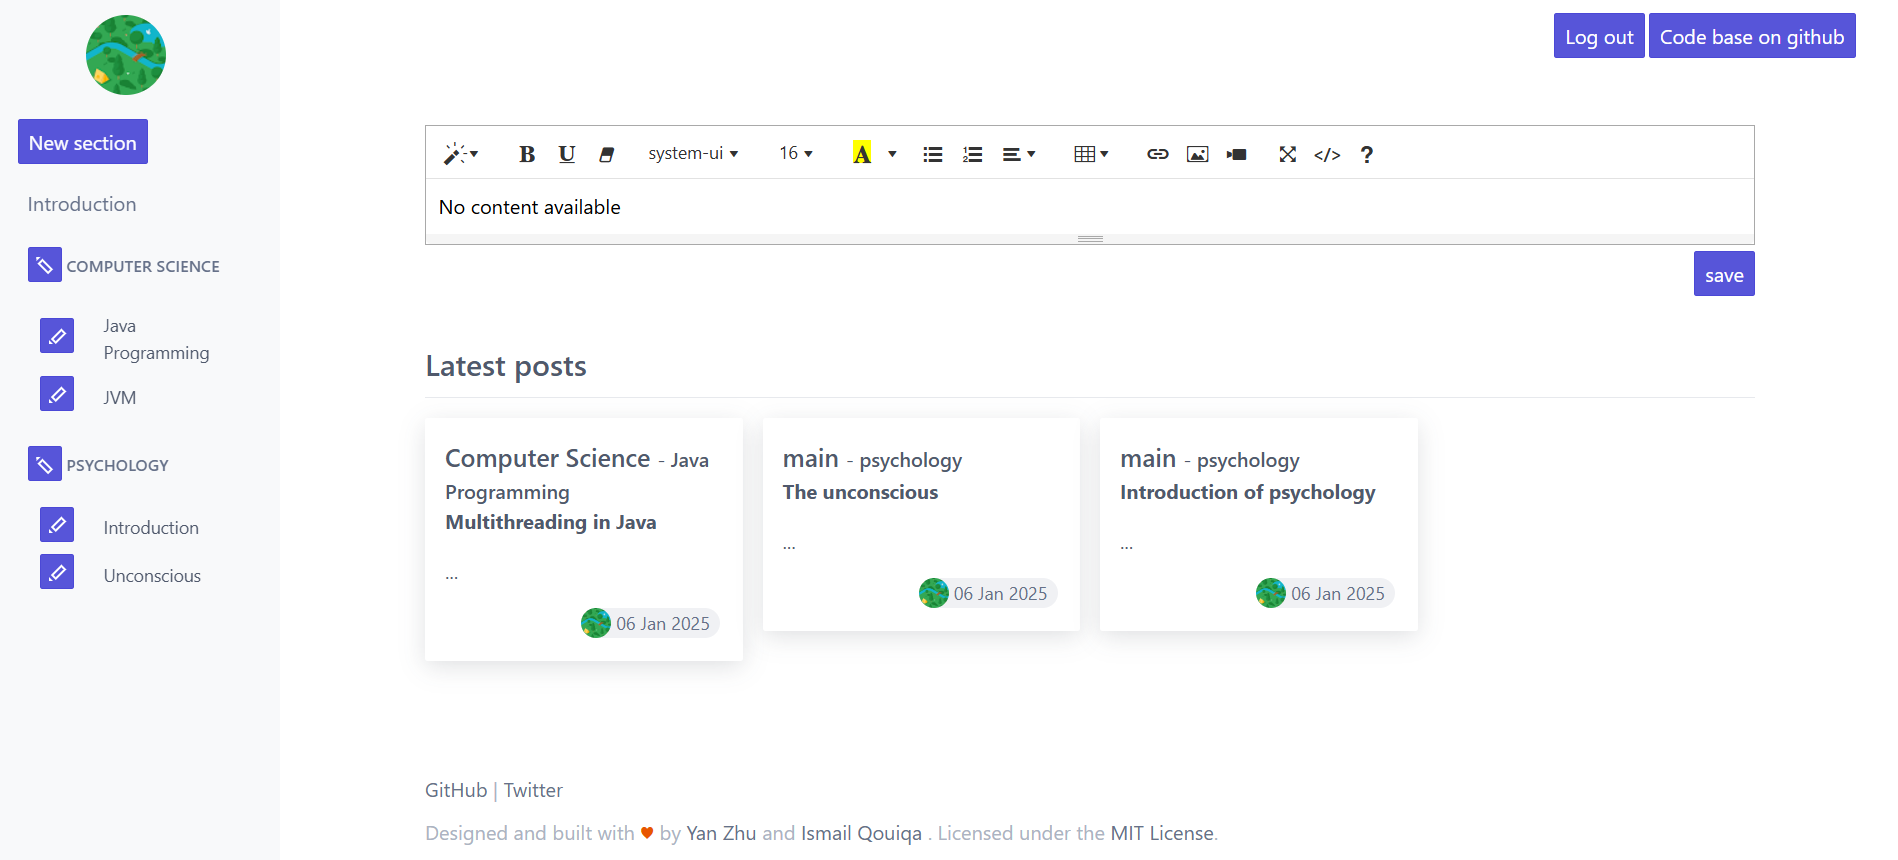 Log out
Code base on github
New section
Introduction
COMPUTER SCIENCE
Java
Programming
JVM
PSYCHOLOGY
Introduction
Unconscious
B U system-ui 16 A </> ?
No content available
save
Latest posts
Computer Science - Java
Programming
Multithreading in Java
...
06 Jan 2025
main - psychology
The unconscious
...
06 Jan 2025
main - psychology
Introduction of psychology
...
06 Jan 2025
GitHub | Twitter
Designed and built with ♥ by Yan Zhu and Ismail Qouiqa . Licensed under the MIT License.